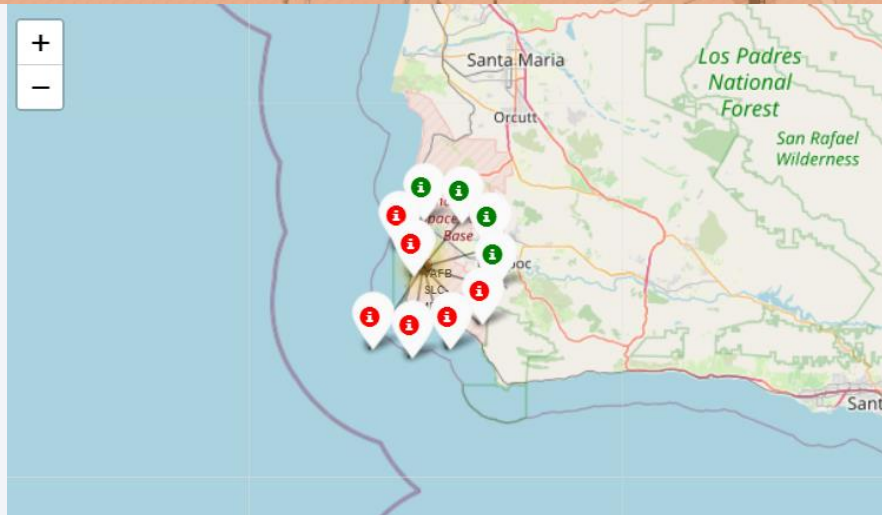 +
−
Santa Maria
Orcutt
Los Padres
National
Forest
San Rafael
Wilderness
Base
VAFB
SLC-
Sant